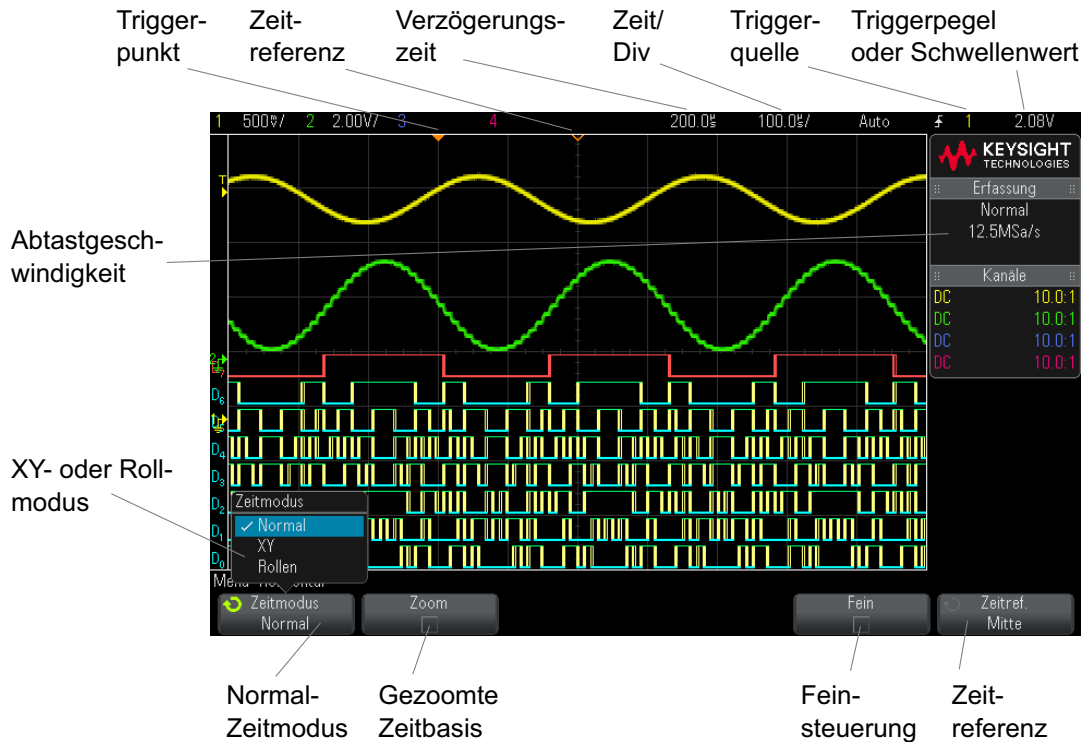 Trigger-
punkt
Zeit-
referenz
Verzögerungs-
zeit
Zeit/
Div
Trigger-
quelle
Triggerpegel
oder Schwellenwert
1 500⍱/ 2 2.00V/ 3 4 200.0s 100.0s/ Auto 1 2.08V
KEYSIGHT
TECHNOLOGIES
Erfassung
Normal
12.5MSa/s
Kanäle
DC 10.0:1
DC 10.0:1
DC 10.0:1
DC 10.0:1
Abtastgesch-
windigkeit
XY- oder Roll-
modus
T
D6
D4
D3
D2
D1
D0
Zeitmodus
✓ Normal
XY
Rollen
Zeitmodus
Normal
Zoom
Fein
Zeitref.
Mitte
Normal-
Zeitmodus
Gezoomte
Zeitbasis
Fein-
steuerung
Zeit-
referenz